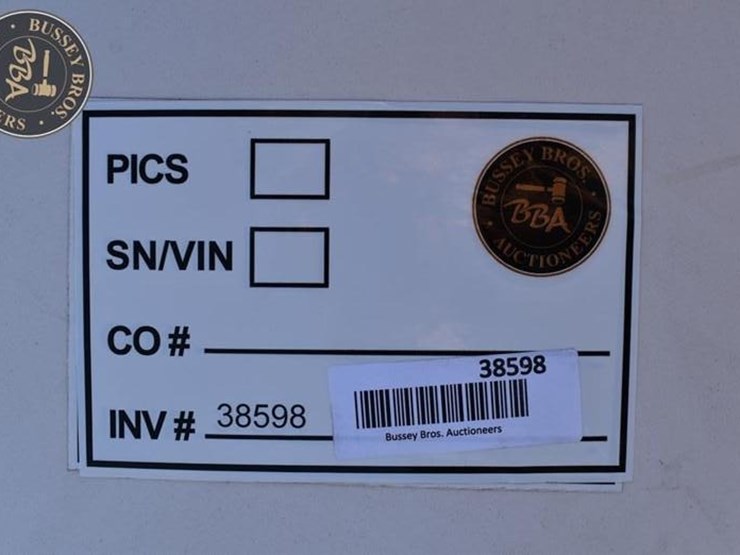 BUSSEY BROS.
BBA
ERS
PICS
BUSSEY BROS.
BBA
AUCTIONEERS
SN/VIN
CO #
38598
INV # 38598
Bussey Bros. Auctioneers